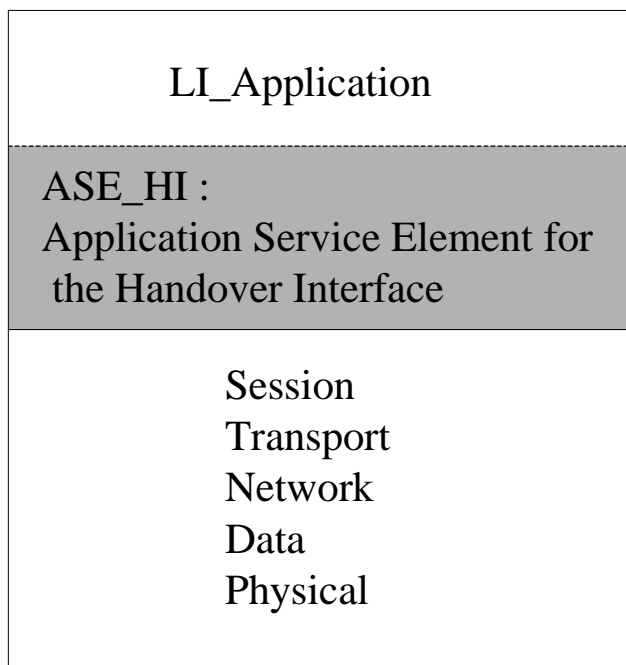 LI_Application
ASE_HI :
Application Service Element for
the Handover Interface
Session
Transport
Network
Data
Physical